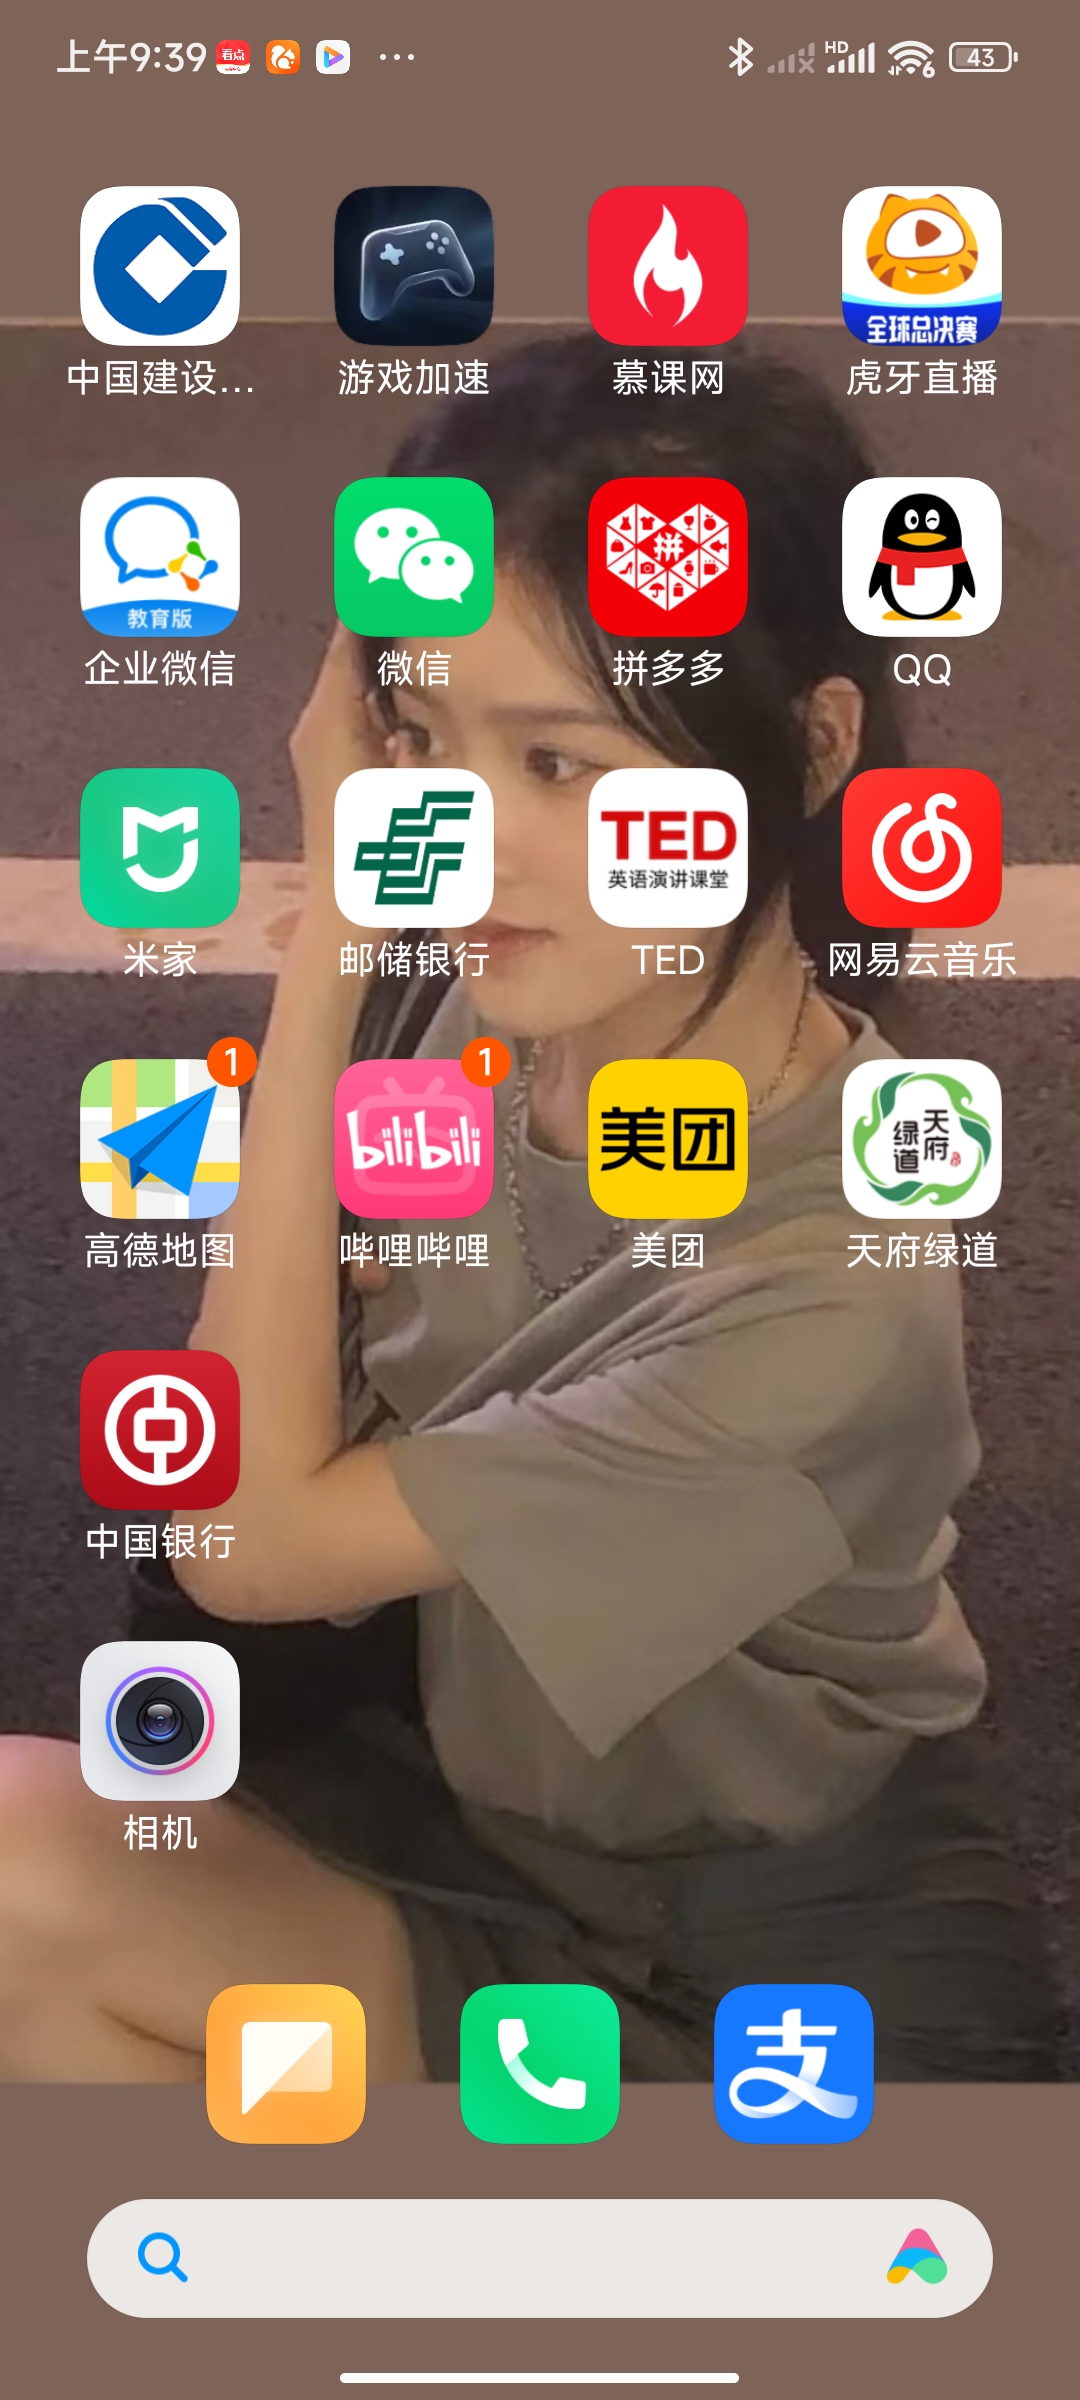 上午9:39 看点 ... HD 6 43
全球总决赛
中国建设... 游戏加速 慕课网 虎牙直播
教育版 拼
企业微信 微信 拼多多 QQ
TED
英语演讲课堂
米家 邮储银行 TED 网易云音乐
1 1
bilibili 美团 天府绿道
高德地图 哔哩哔哩 美团 天府绿道
中国银行
相机
支